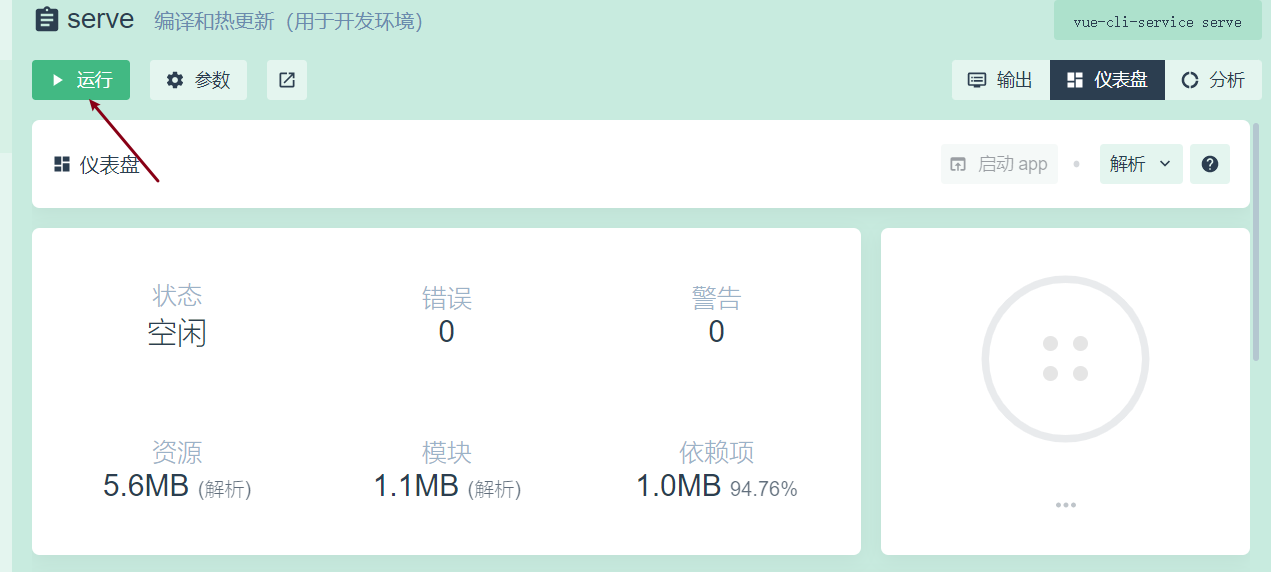 serve 编译和热更新（用于开发环境） vue-cli-service serve
运行 参数 输出 仪表盘 分析
仪表盘 启动 app 解析
状态 错误 警告
空闲 0 0
资源 模块 依赖项
5.6MB (解析) 1.1MB (解析) 1.0MB 94.76%